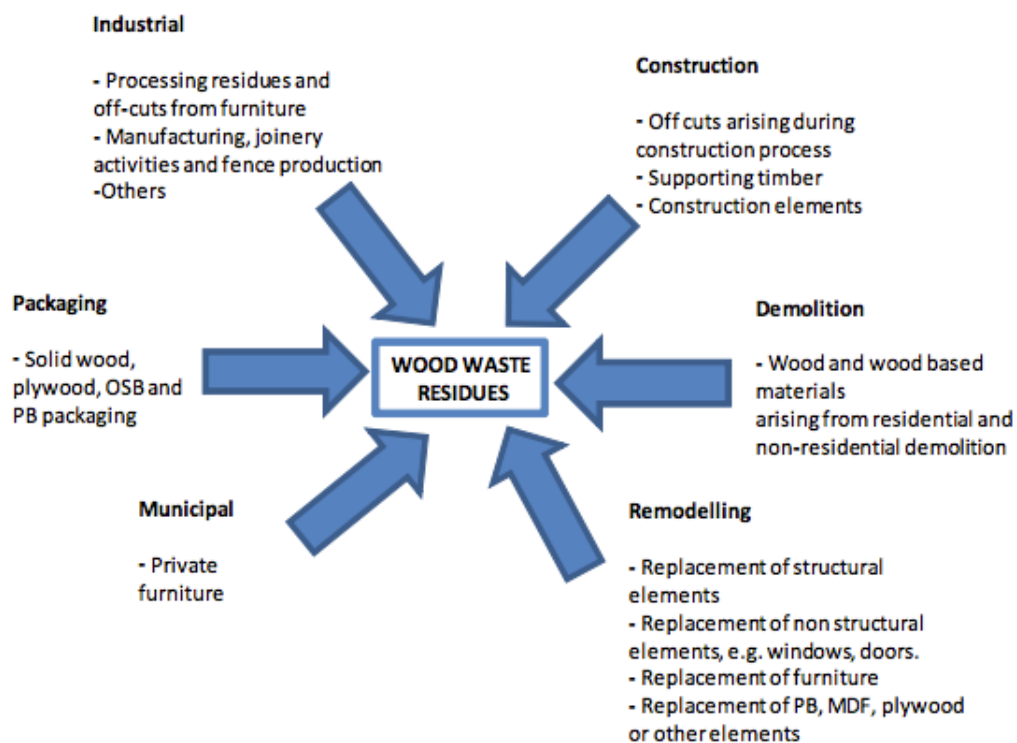 Industrial
- Processing residues and
off-cuts from furniture
- Manufacturing, joinery
activities and fence production
-Others
Construction
- Off cuts arising during
construction process
- Supporting timber
- Construction elements
Packaging
- Solid wood,
plywood, OSB and
PB packaging
WOOD WASTE
RESIDUES
Demolition
- Wood and wood based
materials
arising from residential and
non-residential demolition
Municipal
- Private
furniture
Remodelling
- Replacement of structural
elements
- Replacement of non structural
elements, e.g. windows, doors.
- Replacement of furniture
- Replacement of PB, MDF, plywood
or other elements